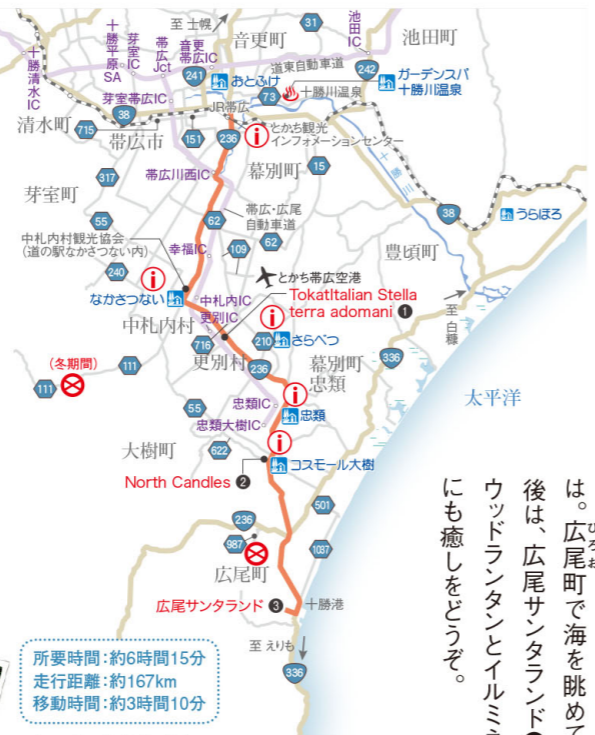 至 士幌
音更町
31
池田IC
池田町
十勝清水IC
十勝平原SA
芽室IC
帯広Jct
音更帯広IC
241
おとふけ
道東自動車道
242
ガーデンスパ
十勝川温泉
73
十勝川温泉
芽室帯広IC
38
JR帯広
とかち観光
インフォメーションセンター
清水町
715
帯広市
151
236
十勝川
帯広川西IC
幕別町
15
317
芽室町
55
62
帯広・広尾
自動車道
38
うらほろ
中札内村観光協会
(道の駅なかさつない内)
幸福IC
109
62
豊頃町
240
とかち帯広空港
なかさつない
中札内IC
TokatItalian Stella
terra adomani ❶
至 白糠
中札内村
更別IC
716
210
さらべつ
更別村
236
幕別町
忠類
336
(冬期間)
111
111
太平洋
55
忠類IC
忠類
忠類大樹IC
大樹町
622
コスモール大樹
North Candles ❷
501
236
987
1037
広尾町
広尾サンタランド ❸
十勝港
至 えりも
336
所要時間:約6時間15分
走行距離:約167km
移動時間:約3時間10分
は。広尾町で海を眺めて
ひろお
後は、広尾サンタランド
ウッドランタンとイルミネ
にも癒しをどうぞ。